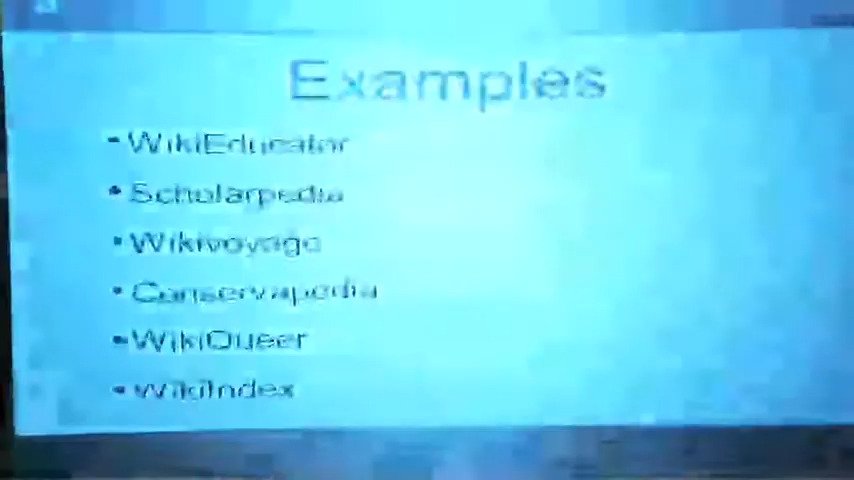 Examples
• WikiEducator
• Scholarpedia
• Wikivoyage
• Conservapedia
• WikiQueer
• WikiIndex